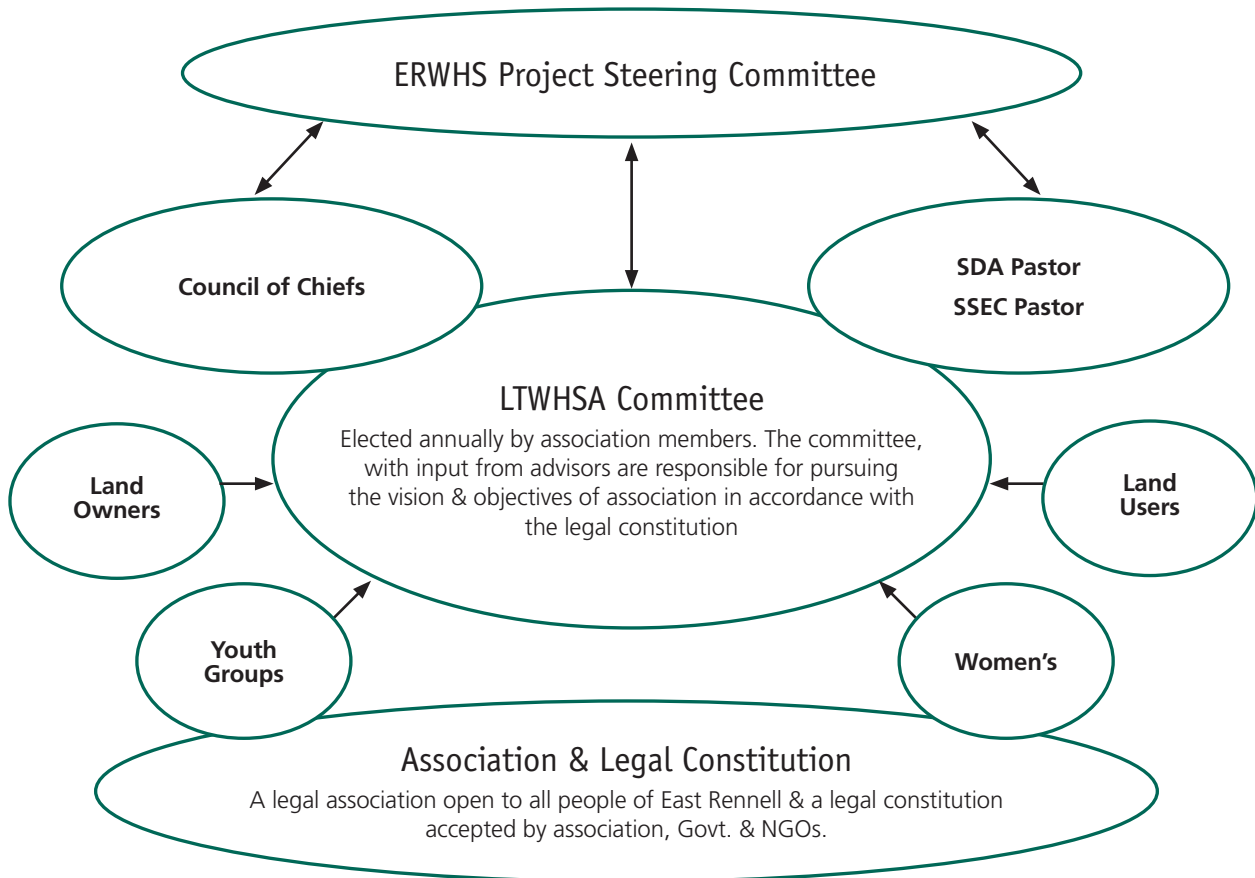 ERWHS Project Steering Committee
Council of Chiefs
SDA Pastor
SSEC Pastor
LTWHSA Committee
Elected annually by association members. The committee,
with input from advisors are responsible for pursuing
the vision & objectives of association in accordance with
the legal constitution
Land
Owners
Land
Users
Youth
Groups
Women's
Association & Legal Constitution
A legal association open to all people of East Rennell & a legal constitution
accepted by association, Govt. & NGOs.